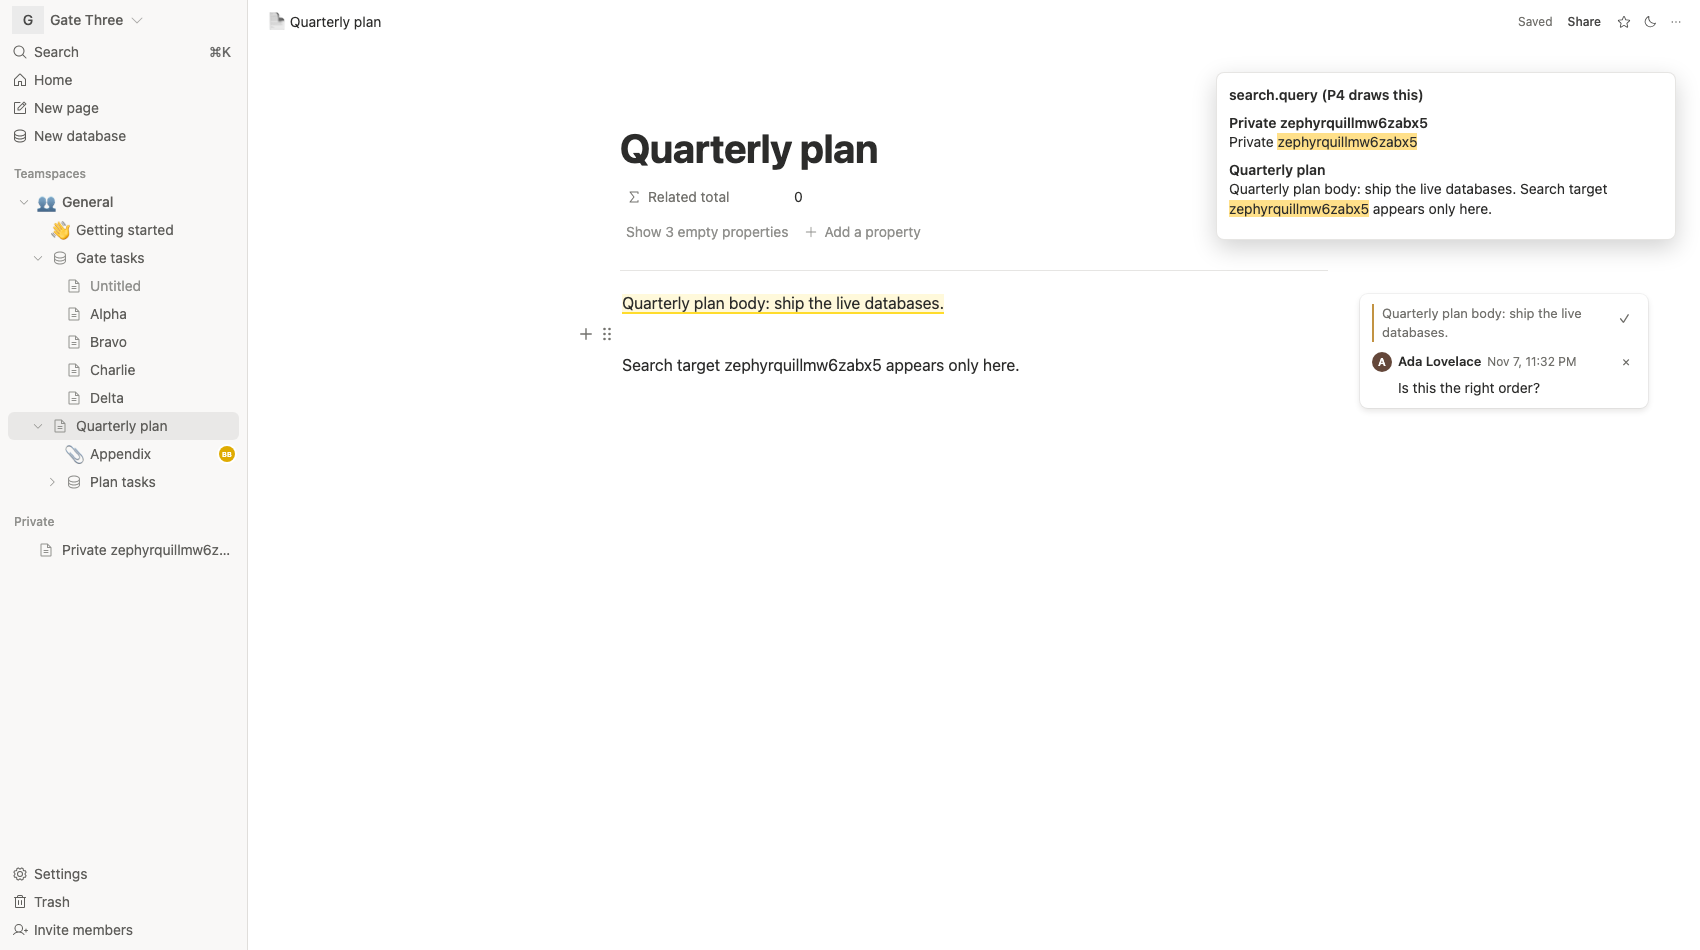 G Gate Three
Search ⌘K
Home
New page
New database
Teamspaces
General
Getting started
Gate tasks
Untitled
Alpha
Bravo
Charlie
Delta
Quarterly plan
Appendix BB
Plan tasks
Private
Private zephyrquillmw6z...
Settings
Trash
Invite members
Quarterly plan
Saved Share
Quarterly plan
Related total 0
Show 3 empty properties + Add a property
Quarterly plan body: ship the live databases.
Search target zephyrquillmw6zabx5 appears only here.
search.query (P4 draws this)
Private zephyrquillmw6zabx5
Private zephyrquillmw6zabx5
Quarterly plan
Quarterly plan body: ship the live databases. Search target
zephyrquillmw6zabx5 appears only here.
Quarterly plan body: ship the live
databases.
A Ada Lovelace Nov 7, 11:32 PM
Is this the right order?